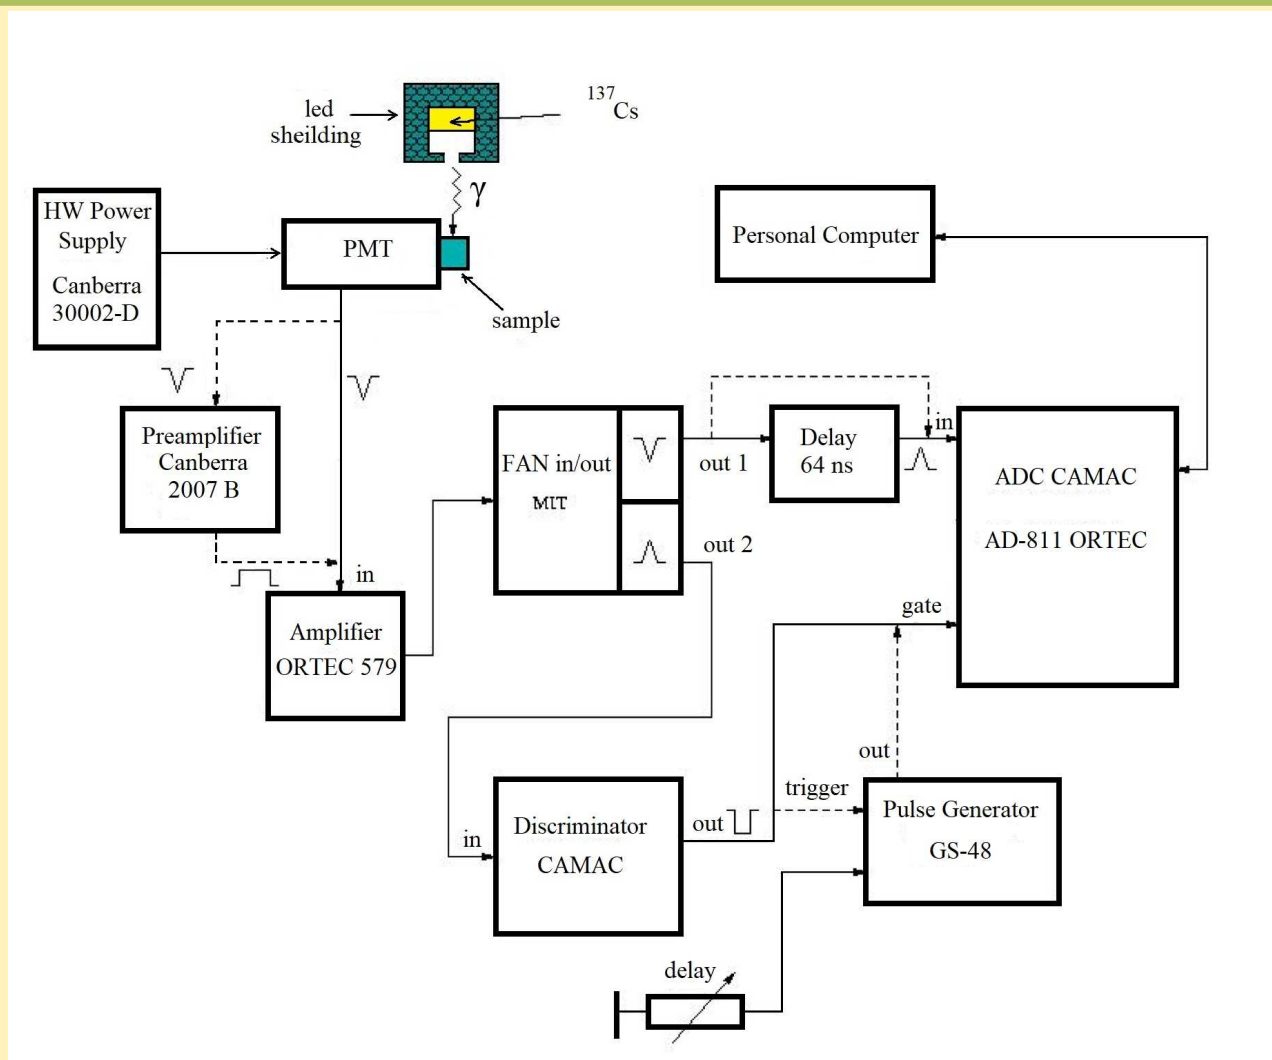 led
sheilding
137
Cs
γ
HW Power
Supply
Canberra
30002-D
PMT
sample
Personal Computer
Preamplifier
Canberra
2007 B
in
Amplifier
ORTEC 579
FAN in/out
MIT
out 1
out 2
Delay
64 ns
in
ADC CAMAC
AD-811 ORTEC
gate
in
Discriminator
CAMAC
out
trigger
out
Pulse Generator
GS-48
delay